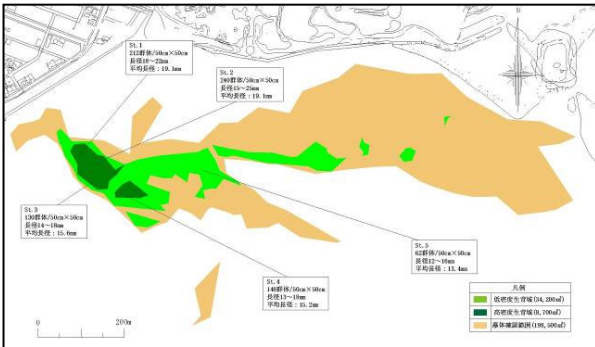 St.1
212群体/50cm×50cm
長径18～22mm
平均長径：19.1mm
St.2
240群体/50cm×50cm
長径15～25mm
平均長径：19.1mm
St.3
130群体/50cm×50cm
長径14～18mm
平均長径：15.6mm
St.4
148群体/50cm×50cm
長径13～18mm
平均長径：15.2mm
St.5
62群体/50cm×50cm
長径12～16mm
平均長径：13.4mm
凡例
低密度生育域(34,200㎡)
高密度生育域(8,700㎡)
藻体確認範囲(198,500㎡)
0
200m